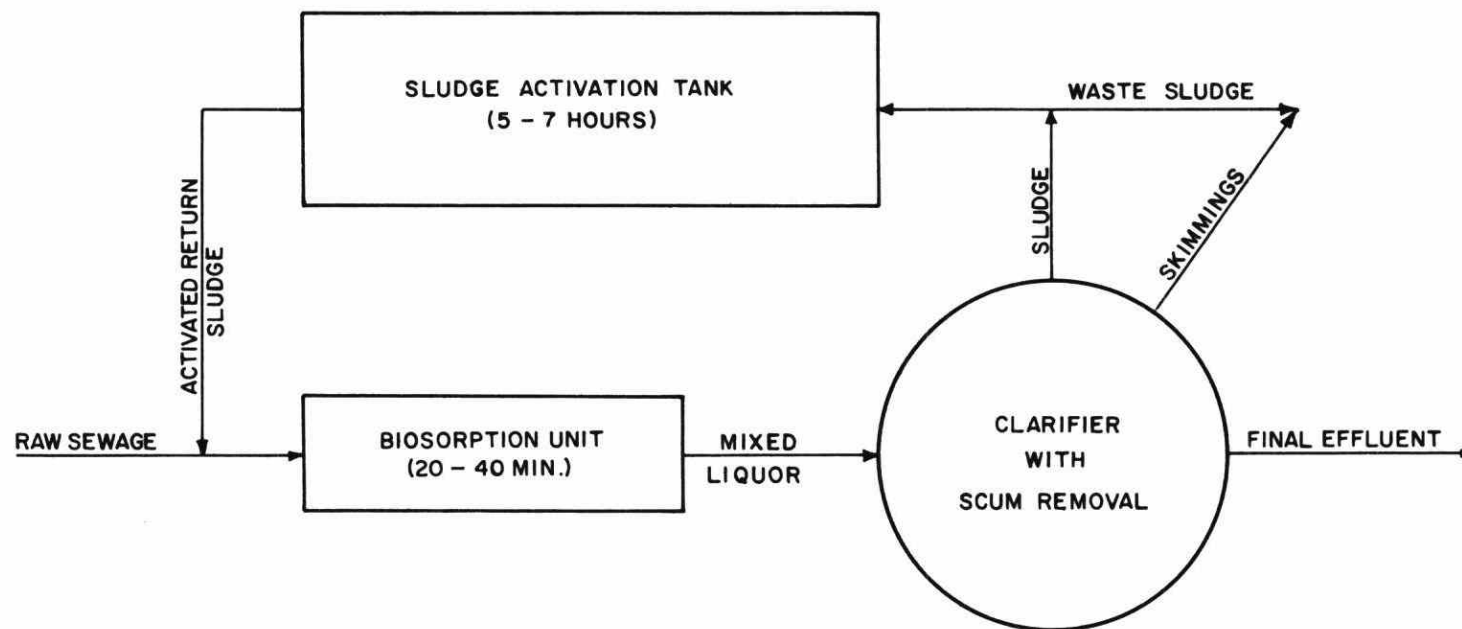 SLUDGE ACTIVATION TANK
(5 – 7 HOURS)
WASTE SLUDGE
ACTIVATED RETURN
SLUDGE
SLUDGE
SKIMMINGS
RAW SEWAGE
BIOSORPTION UNIT
(20 – 40 MIN.)
MIXED
LIQUOR
CLARIFIER
WITH
SCUM REMOVAL
FINAL EFFLUENT